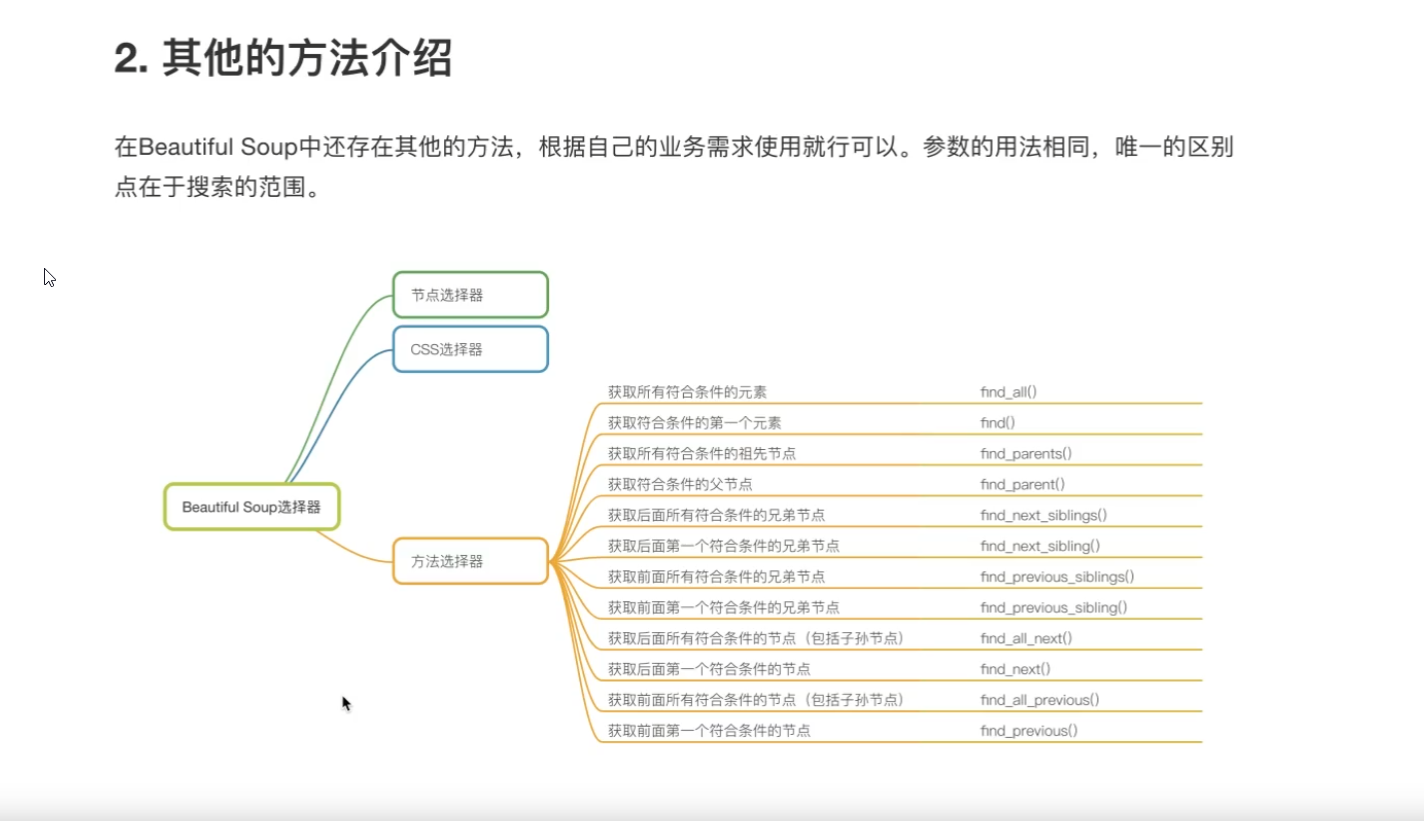 2. 其他的方法介绍
在Beautiful Soup中还存在其他的方法，根据自己的业务需求使用就行可以。参数的用法相同，唯一的区别
点在于搜索的范围。
节点选择器
CSS选择器
获取所有符合条件的元素 find_all()
获取符合条件的第一个元素 find()
获取所有符合条件的祖先节点 find_parents()
获取符合条件的父节点 find_parent()
Beautiful Soup选择器
获取后面所有符合条件的兄弟节点 find_next_siblings()
获取后面第一个符合条件的兄弟节点 find_next_sibling()
方法选择器
获取前面所有符合条件的兄弟节点 find_previous_siblings()
获取前面第一个符合条件的兄弟节点 find_previous_sibling()
获取后面所有符合条件的节点（包括子孙节点） find_all_next()
获取后面第一个符合条件的节点 find_next()
获取前面所有符合条件的节点（包括子孙节点） find_all_previous()
获取前面第一个符合条件的节点 find_previous()